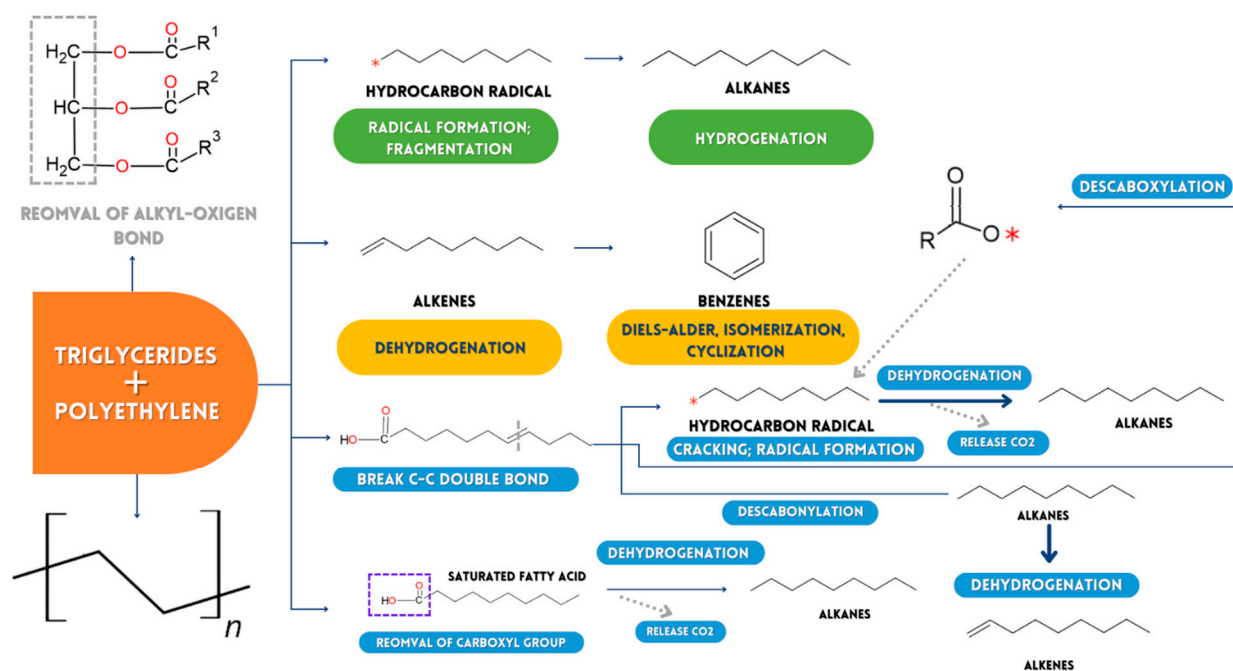 H₂C
O
C
O
R¹
HC
O
C
O
R²
H₂C
O
C
O
R³
REOMVAL OF ALKYL-OXIGEN
BOND
TRIGLYCERIDES
+
POLYETHYLENE
n
*
HYDROCARBON RADICAL
RADICAL FORMATION;
FRAGMENTATION
ALKANES
HYDROGENATION
ALKENES
DEHYDROGENATION
BENZENES
DIELS-ALDER, ISOMERIZATION,
CYCLIZATION
O
R
O
*
DESCABOXYLATION
O
HO
BREAK C-C DOUBLE BOND
*
HYDROCARBON RADICAL
CRACKING; RADICAL FORMATION
DEHYDROGENATION
RELEASE CO2
ALKANES
DESCABONYLATION
ALKANES
DEHYDROGENATION
ALKENES
SATURATED FATTY ACID
O
HO
C
REOMVAL OF CARBOXYL GROUP
DEHYDROGENATION
RELEASE CO2
ALKANES